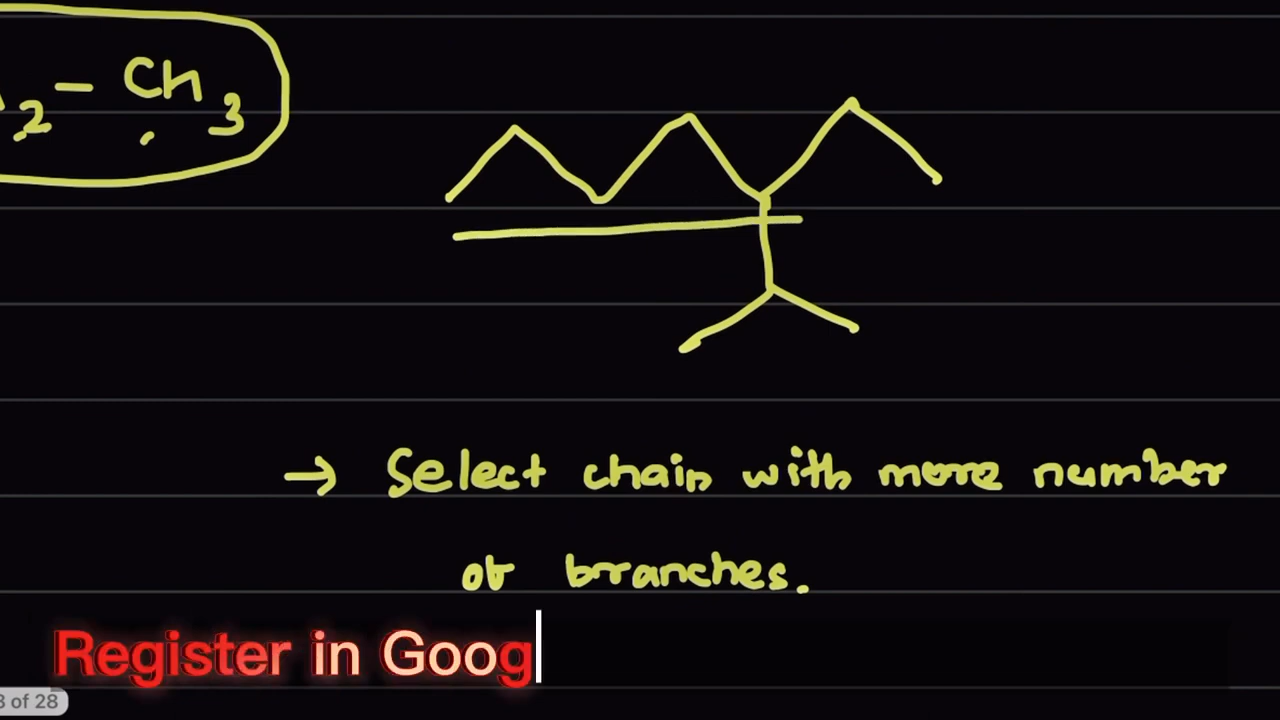 2 - CH3
→ Select chain with more number
of branches.
Register in Goog
3 of 28